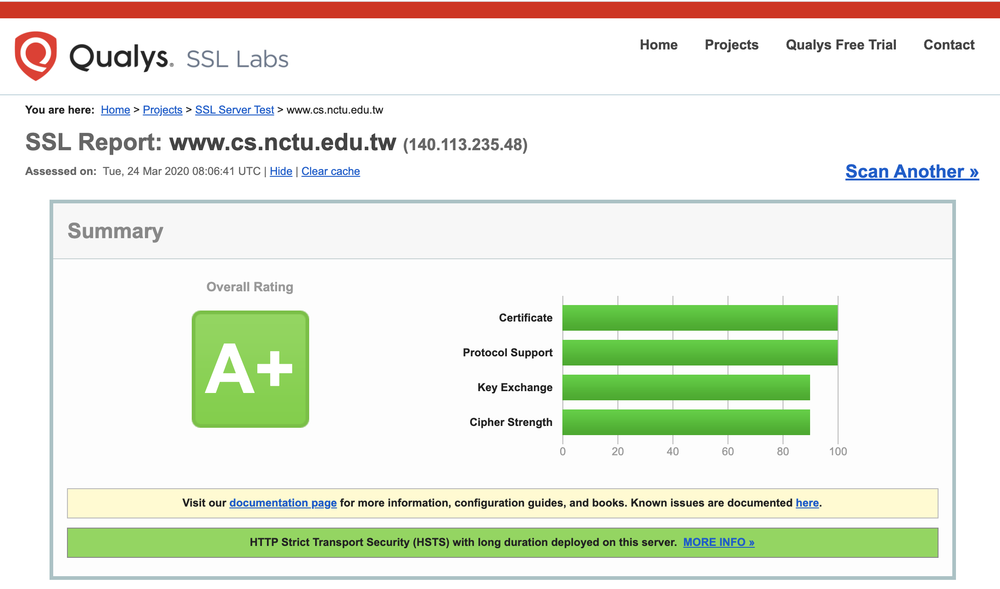 Qualys.® SSL Labs
Home Projects Qualys Free Trial Contact
You are here: Home > Projects > SSL Server Test > www.cs.nctu.edu.tw
SSL Report: www.cs.nctu.edu.tw (140.113.235.48)
Assessed on: Tue, 24 Mar 2020 08:06:41 UTC | Hide | Clear cache
Scan Another »
Summary
Overall Rating
A+
Certificate
Protocol Support
Key Exchange
Cipher Strength
0 20 40 60 80 100
Visit our documentation page for more information, configuration guides, and books. Known issues are documented here.
HTTP Strict Transport Security (HSTS) with long duration deployed on this server. MORE INFO »